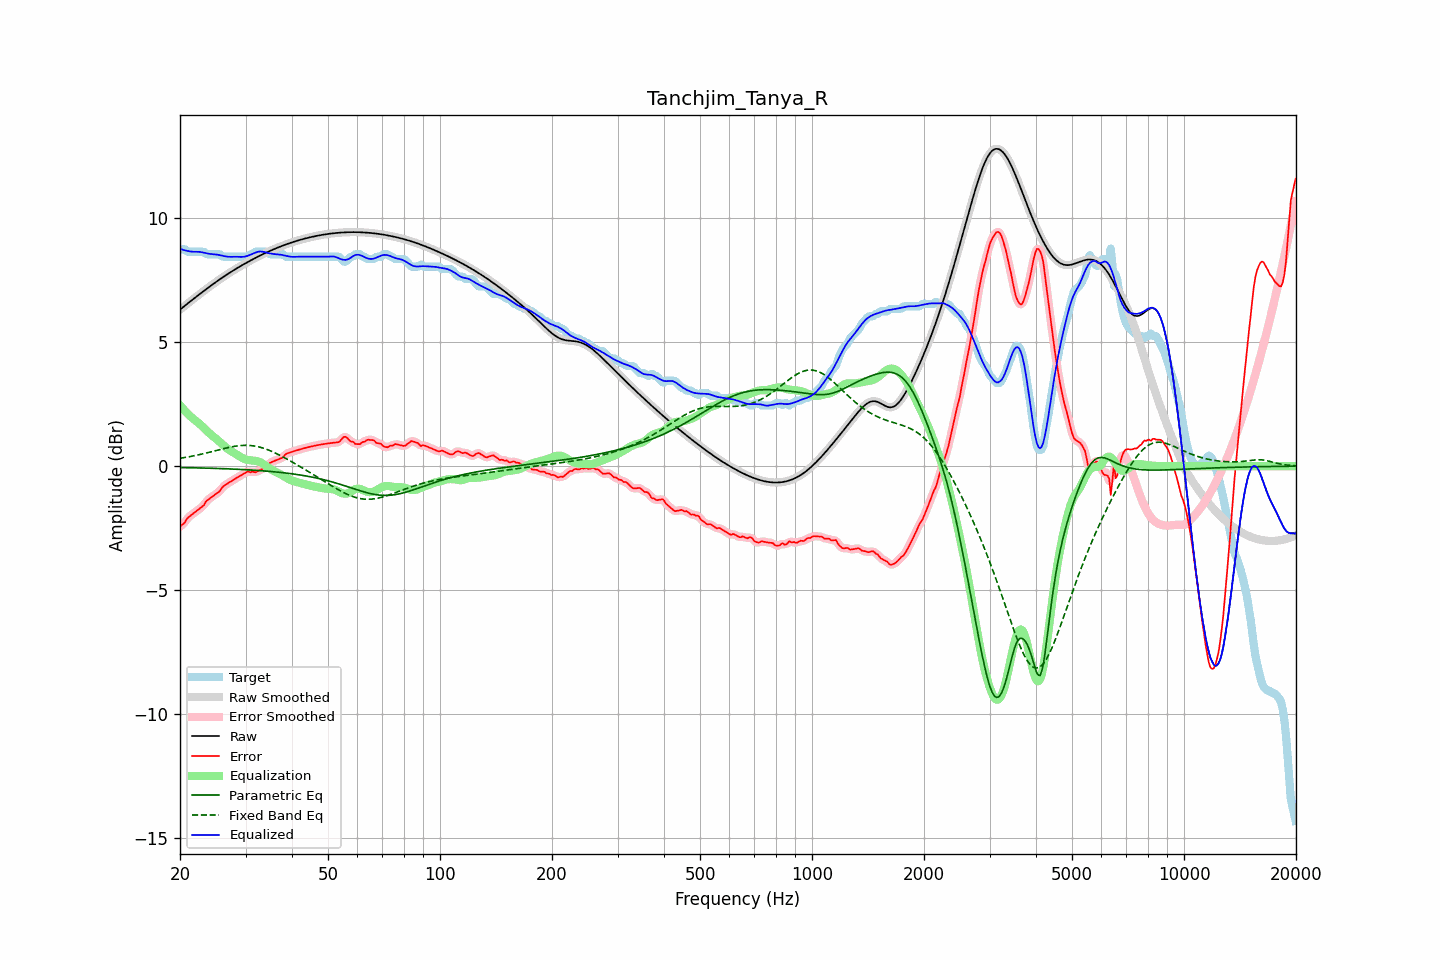 Tanchjim_Tanya_R
Amplitude (dBr)
10
5
0
−5
−10
−15
Target
Raw Smoothed
Error Smoothed
Raw
Error
Equalization
Parametric Eq
Fixed Band Eq
Equalized
20 50 100 200 500 1000 2000 5000 10000 20000
Frequency (Hz)